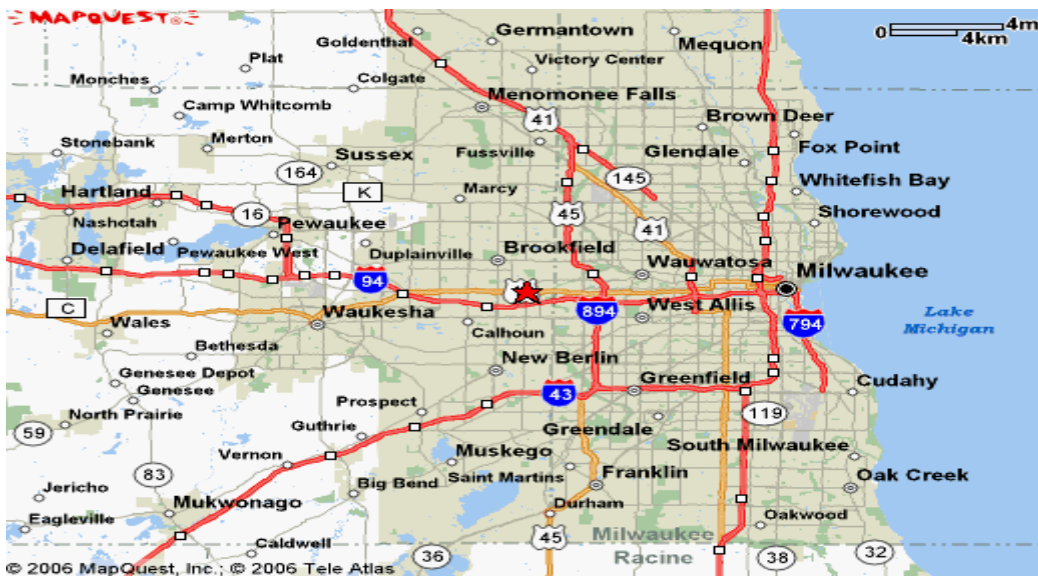 MAPQUEST
Germantown
Goldenthal
Mequon
0 4m
4km
Plat
Victory Center
Monches
Colgate
Menomonee Falls
Camp Whitcomb
41
Brown Deer
Stonebank
Merton
Sussex
Fussville
Glendale
Fox Point
164
145
Hartland
K
Marcy
Whitefish Bay
Nashotah
16
Pewaukee
45
41
Shorewood
Delafield
Pewaukee West
Duplainville
Brookfield
Wauwatosa
Milwaukee
94
C
Waukesha
894
West Allis
794
Lake
Michigan
Wales
Calhoun
Bethesda
New Berlin
Genesee Depot
Genesee
43
Greenfield
Cudahy
North Prairie
Prospect
119
59
Guthrie
Greendale
South Milwaukee
Vernon
Muskego
83
Saint Martins
Franklin
Oak Creek
Jericho
Big Bend
Mukwonago
Durham
Eagleville
Oakwood
45
Milwaukee
Racine
Caldwell
36
38
32
© 2006 MapQuest, Inc.; © 2006 Tele Atlas